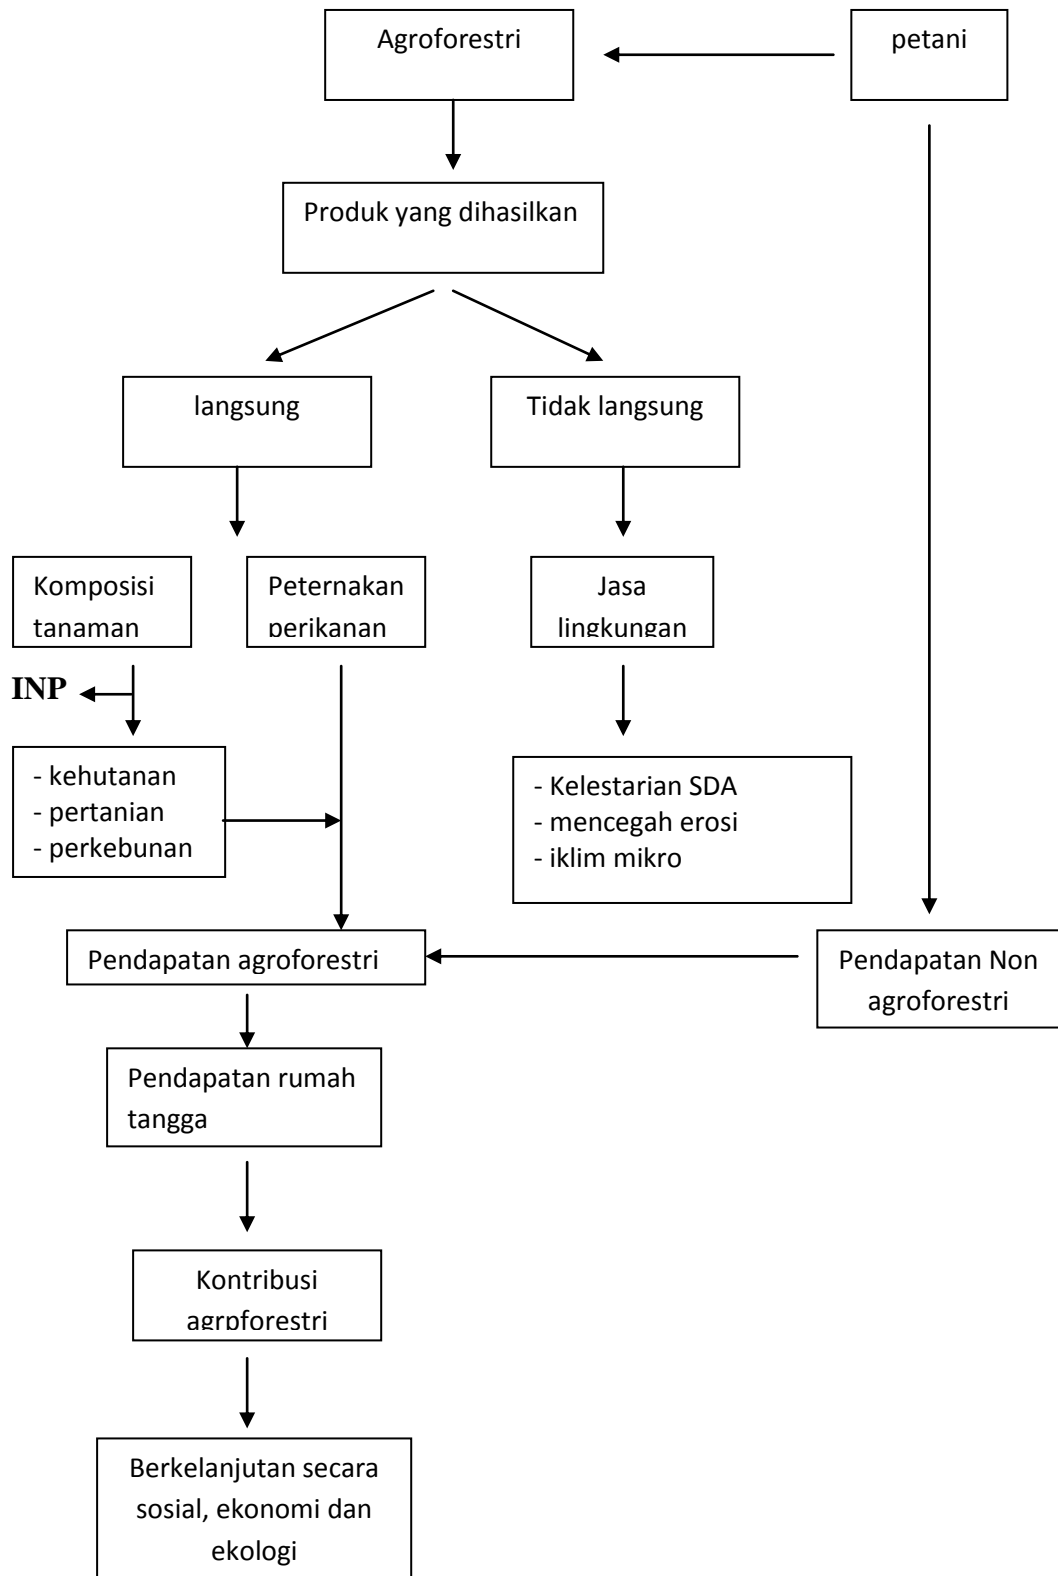 Agroforestri
petani
Produk yang dihasilkan
langsung
Tidak langsung
Komposisi
tanaman
Peternakan
perikanan
Jasa
lingkungan
INP
- kehutanan
- pertanian
- perkebunan
- Kelestarian SDA
- mencegah erosi
- iklim mikro
Pendapatan agroforestri
Pendapatan Non
agroforestri
Pendapatan rumah
tangga
Kontribusi
agrpforestri
Berkelanjutan secara
sosial, ekonomi dan
ekologi